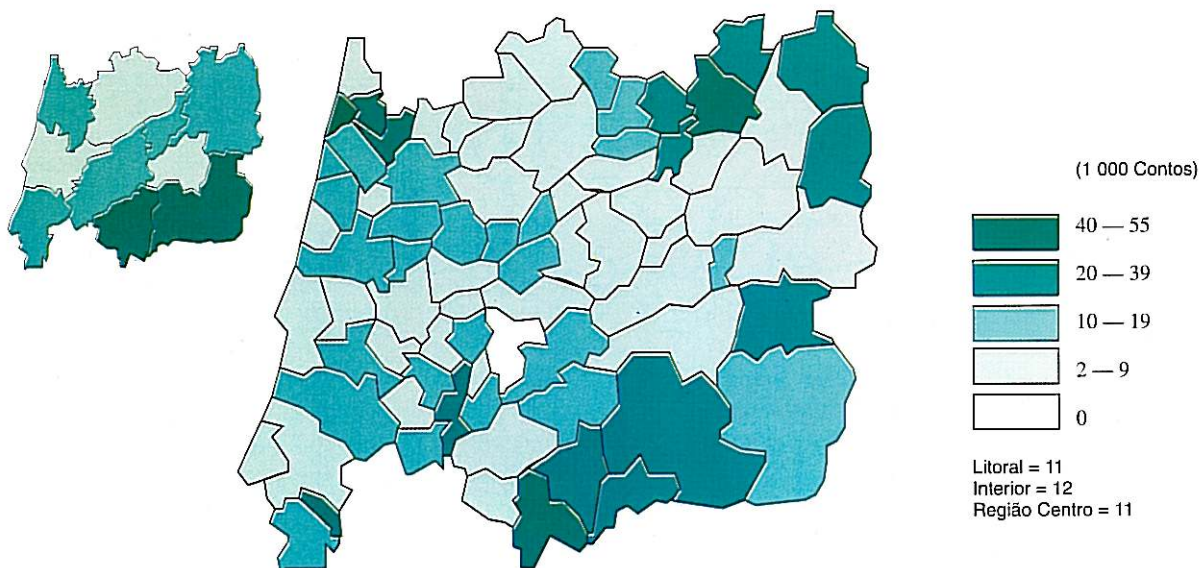 (1 000 Contos)
40 — 55
20 — 39
10 — 19
2 — 9
0
Litoral = 11
Interior = 12
Região Centro = 11